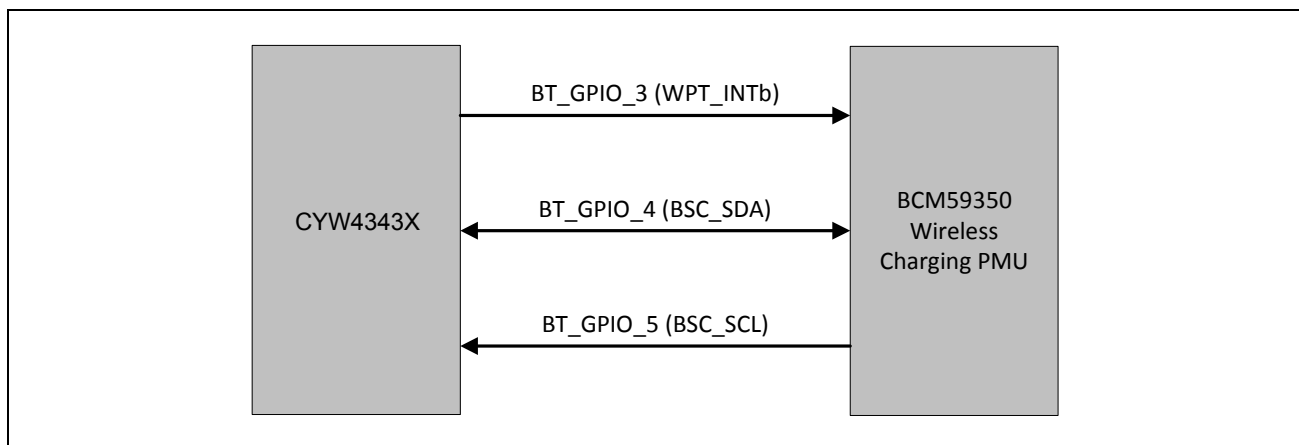 BT_GPIO_3 (WPT_INTb)
CYW4343X
BT_GPIO_4 (BSC_SDA)
BCM59350
Wireless
Charging PMU
BT_GPIO_5 (BSC_SCL)